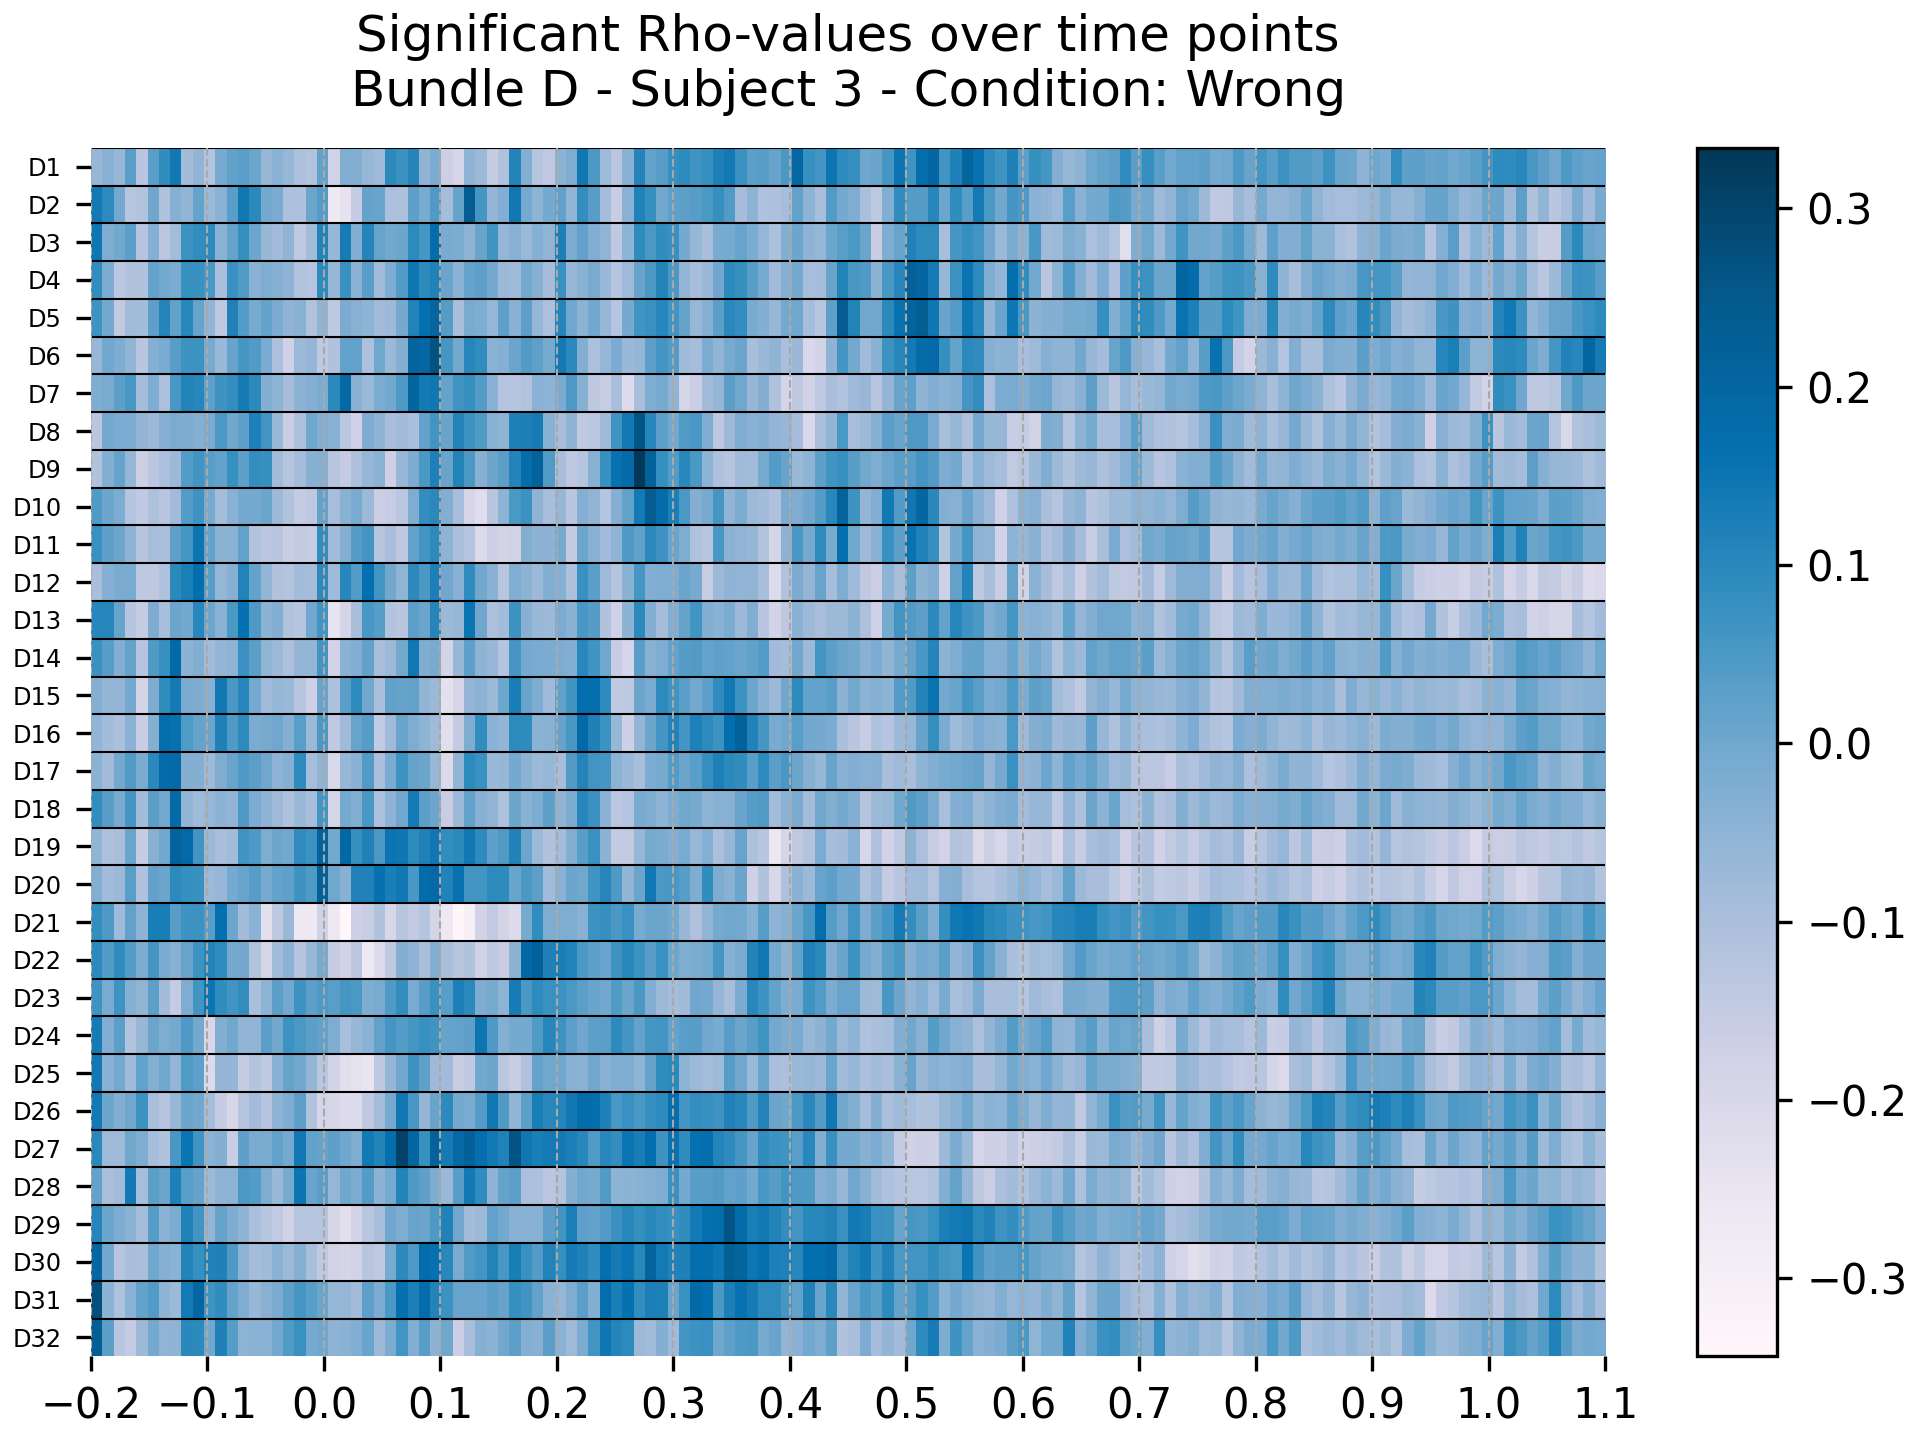 Significant Rho-values over time points
Bundle D - Subject 3 - Condition: Wrong
D1
D2
D3
D4
D5
D6
D7
D8
D9
D10
D11
D12
D13
D14
D15
D16
D17
D18
D19
D20
D21
D22
D23
D24
D25
D26
D27
D28
D29
D30
D31
D32
−0.2 −0.1 0.0 0.1 0.2 0.3 0.4 0.5 0.6 0.7 0.8 0.9 1.0 1.1
0.3
0.2
0.1
0.0
−0.1
−0.2
−0.3